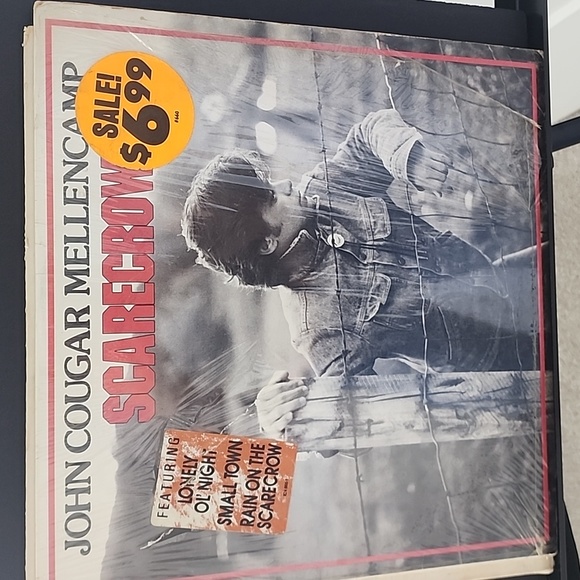 JOHN COUGAR MELLENCAMP
SCARECROW
SALE!
$6.99
FEATURING
LONELY
OL' NIGHT
SMALL TOWN
RAIN ON THE
SCARECROW